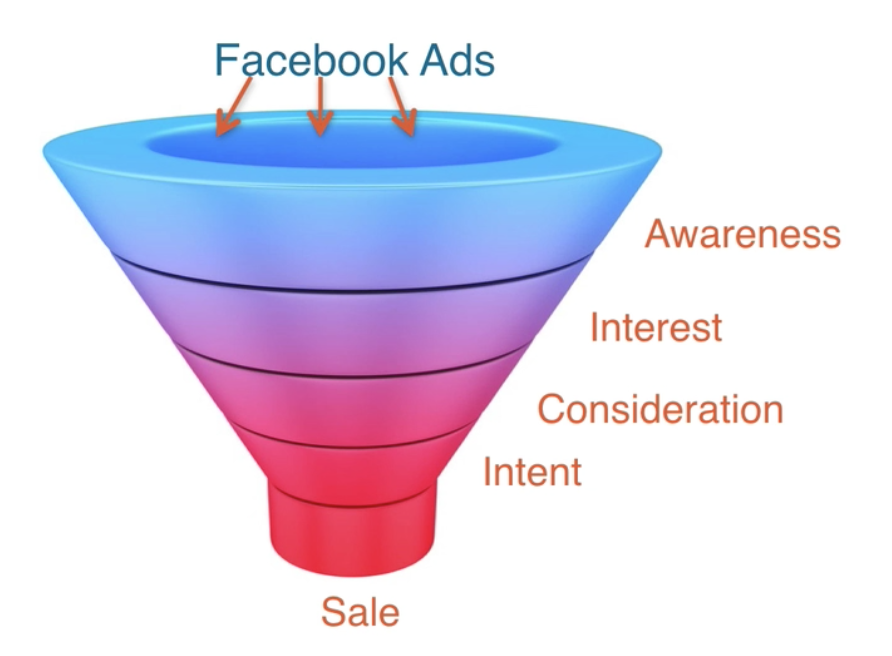 Facebook Ads
Awareness
Interest
Consideration
Intent
Sale